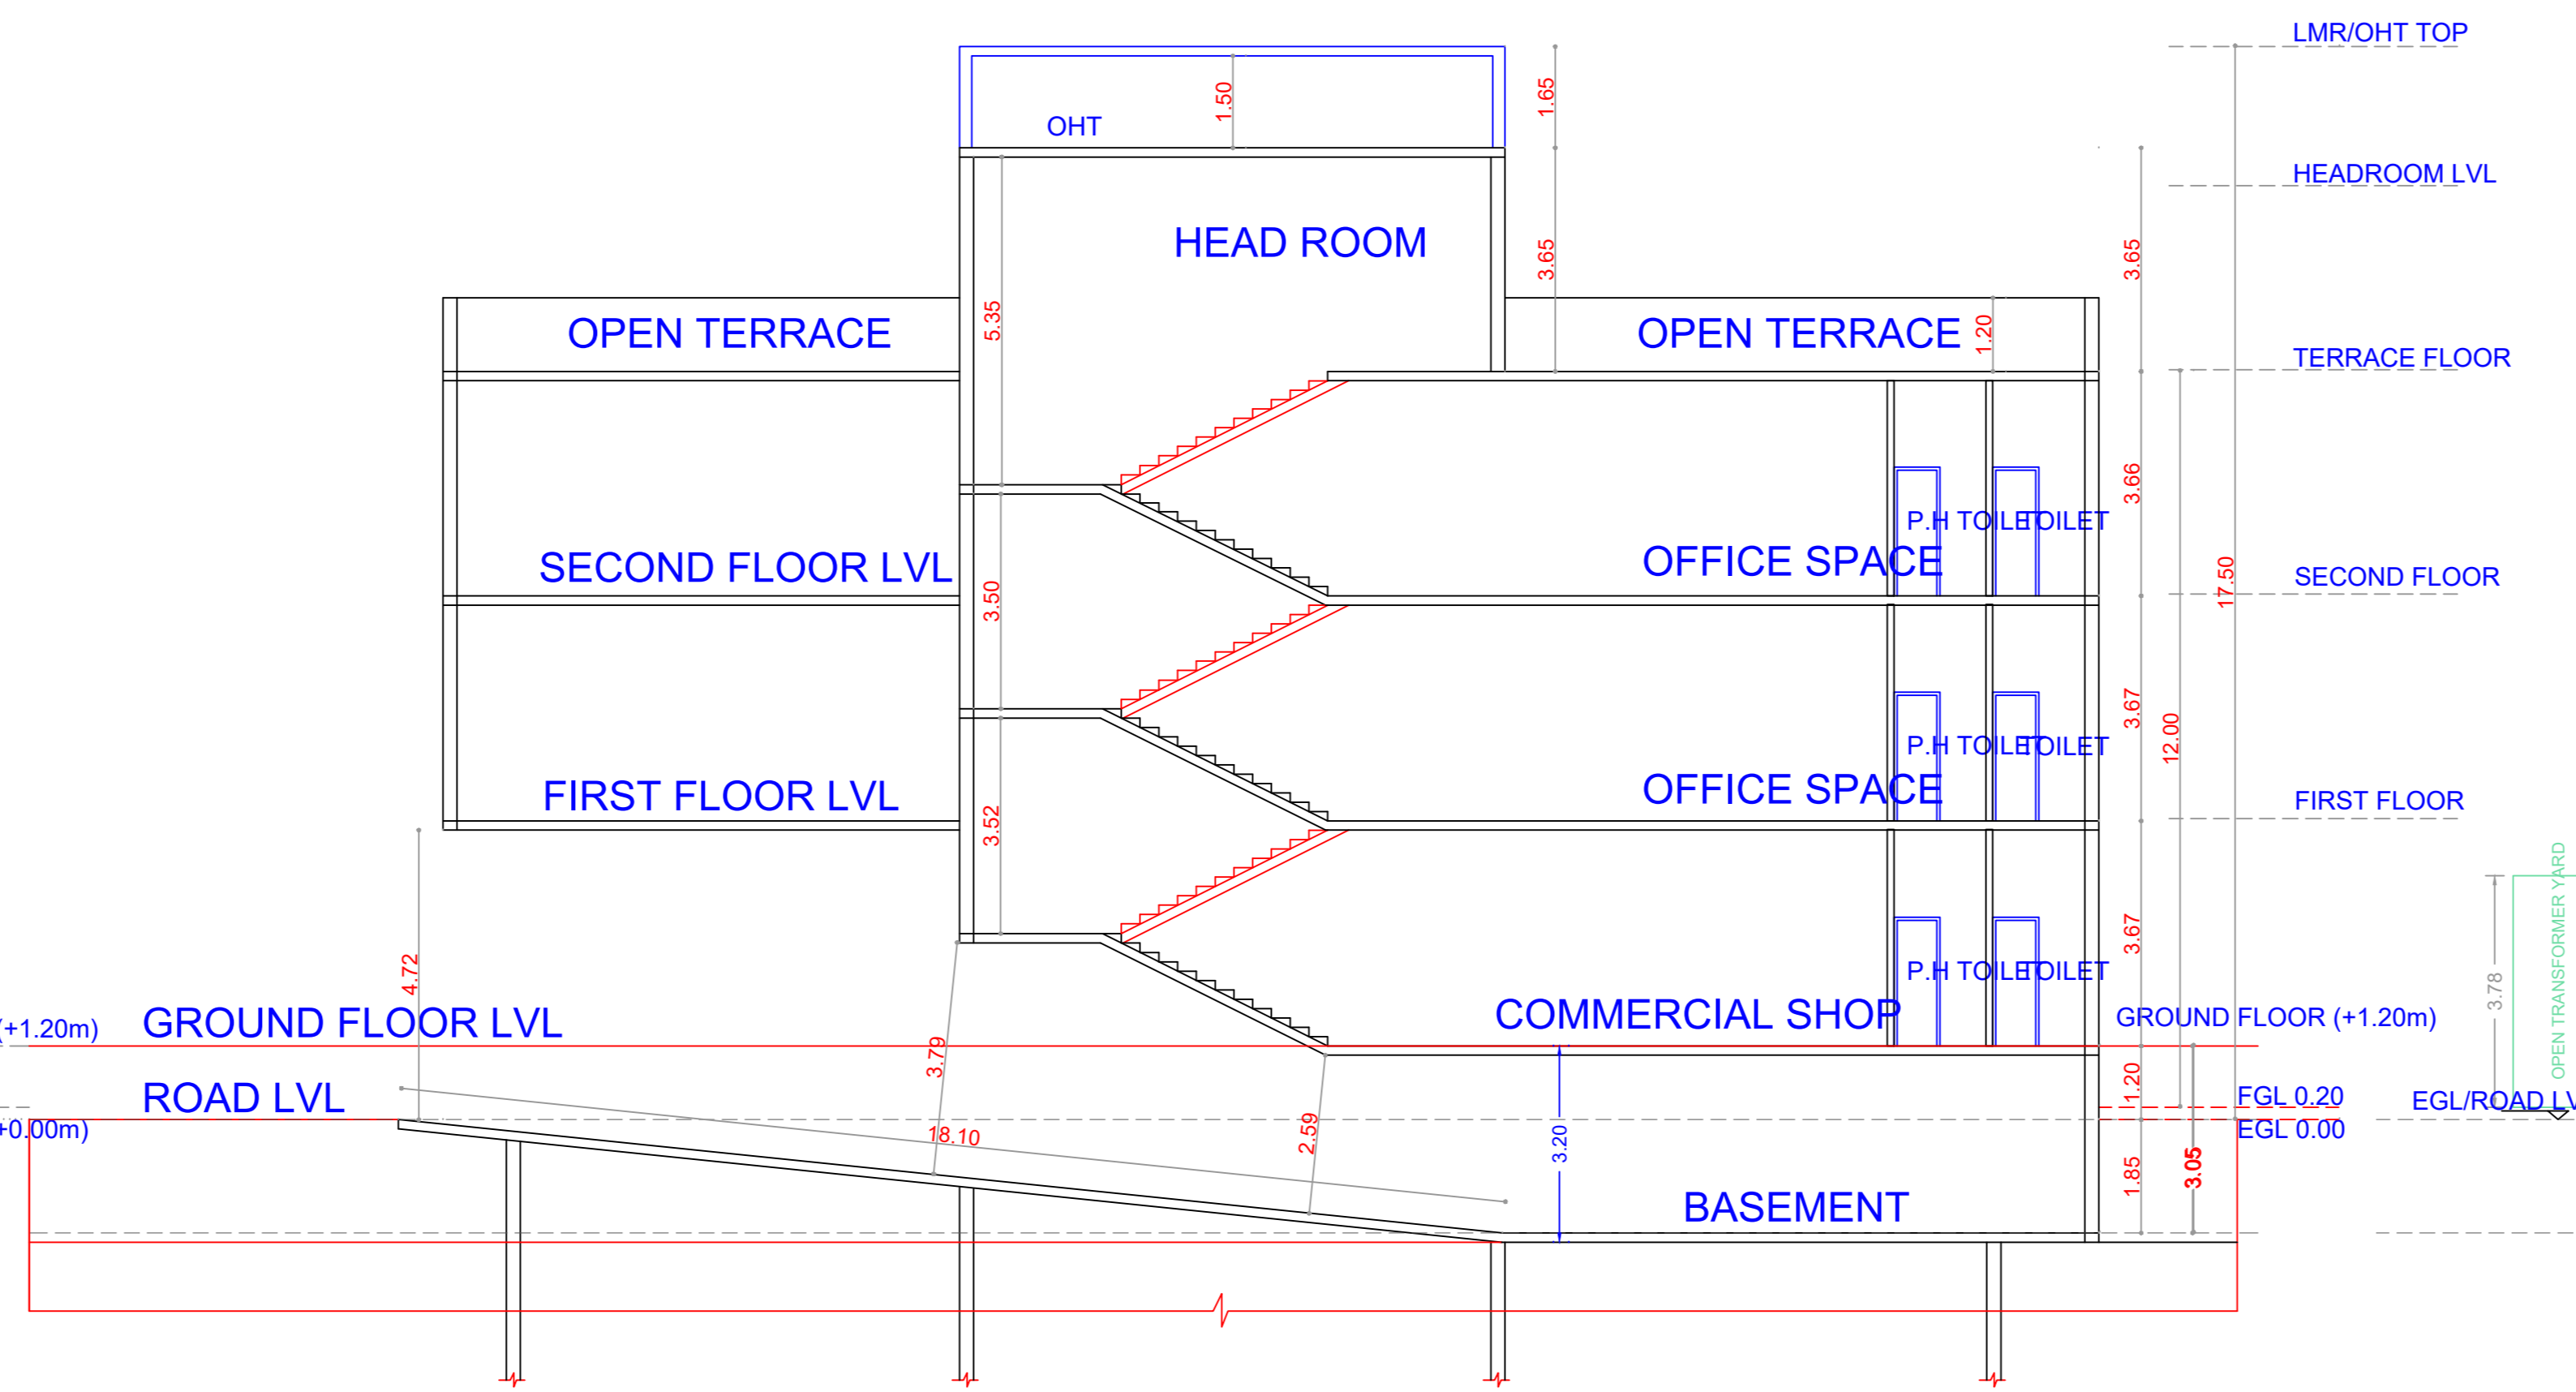 LMR/OHT TOP
1.50
1.65
OHT
HEADROOM LVL
HEAD ROOM
3.65
3.65
5.35
OPEN TERRACE
OPEN TERRACE
1.20
TERRACE FLOOR
3.66
P.H TOILET
TOILET
SECOND FLOOR LVL
OFFICE SPACE
SECOND FLOOR
17.50
3.50
3.67
12.00
P.H TOILET
TOILET
FIRST FLOOR LVL
OFFICE SPACE
FIRST FLOOR
3.52
OPEN TRANSFORMER YARD
3.67
4.72
P.H TOILET
TOILET
3.78
(+1.20m)
GROUND FLOOR LVL
COMMERCIAL SHOP
GROUND FLOOR (+1.20m)
3.79
1.20
ROAD LVL
FGL 0.20
EGL/ROAD LV
+0.00m)
18.10
2.59
3.20
EGL 0.00
1.85
3.05
BASEMENT